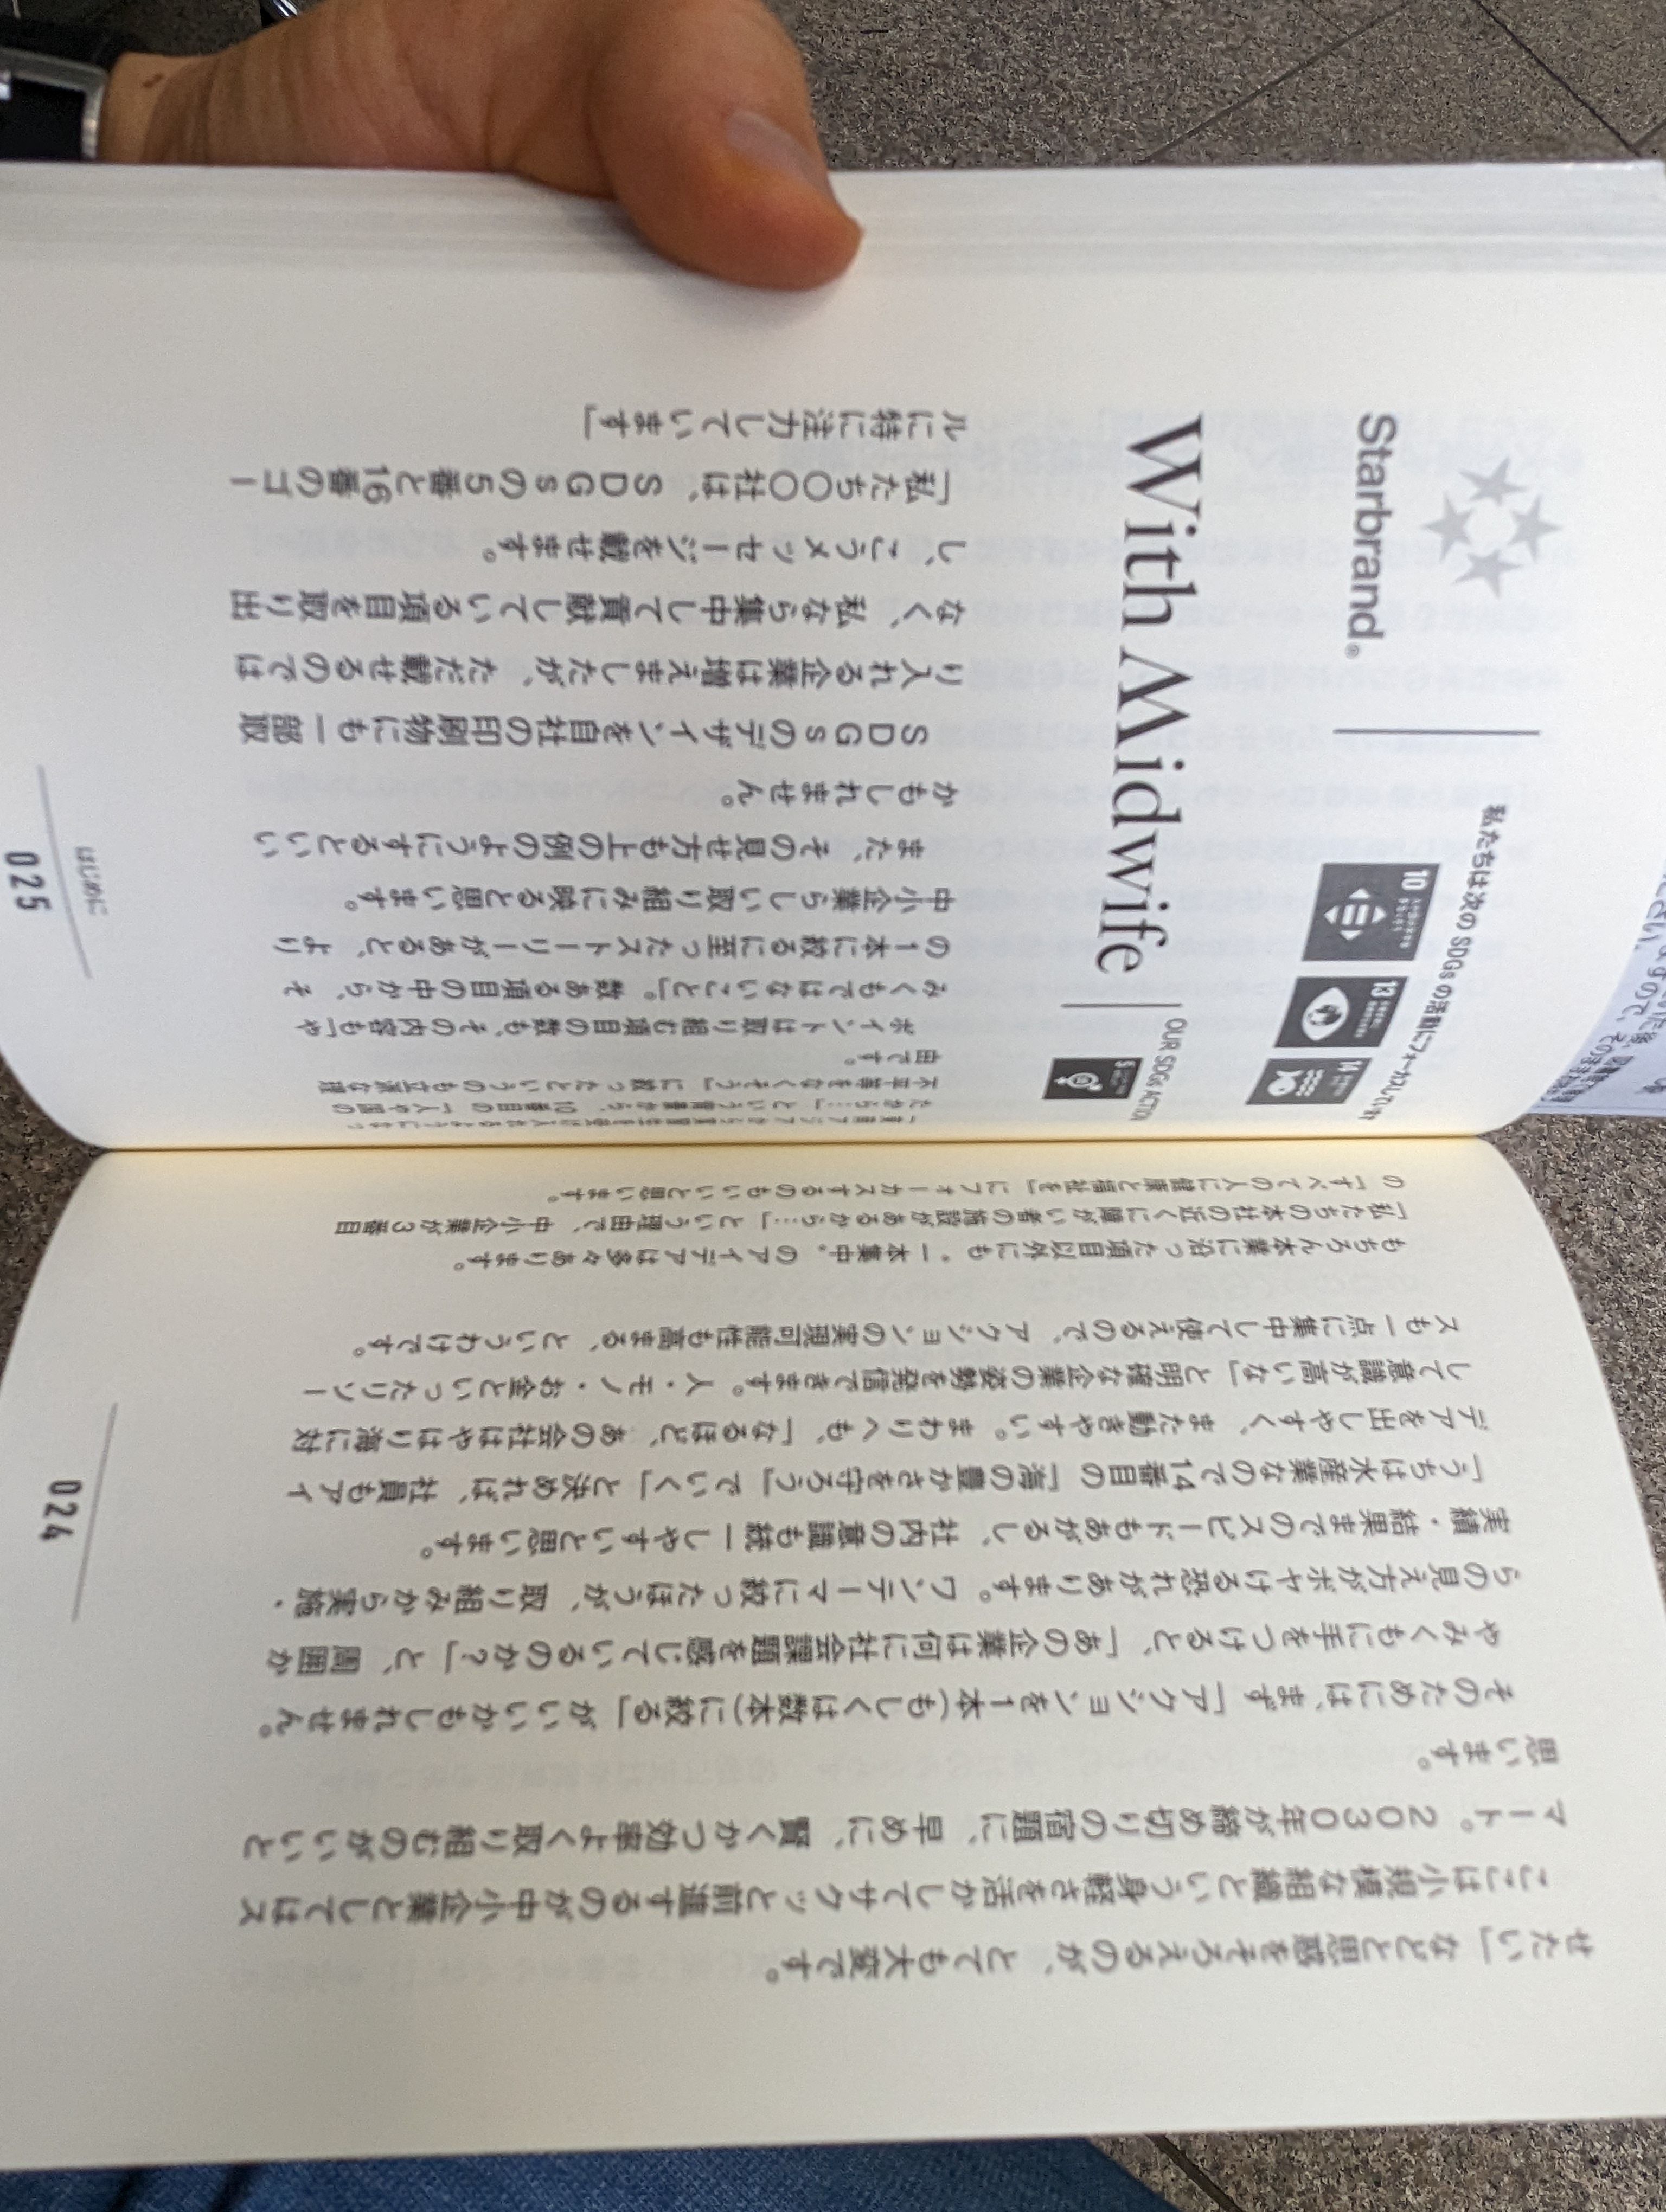 せたい」などと思惑をそろえるのが、とても大変です。
ここは小規模な組織という身軽さを活かしてサクッと前進するのが中小企業としてはス
マート。2030年が締め切りの宿題に、早めに、賢くかつ効率よく取り組むのがいいと
思います。
そのためには、まず「アクションを1本（もしくは数本）に絞る」がいいかもしれません。
やみくもに手をつけると、「あの企業は何に社会課題を感じているのか？」と、周囲か
らの見え方がボヤける恐れがあります。ワンテーマに絞ったほうが、取り組みから実施・
実績・結果までのスピードもあがるし、社内の意識も統一しやすいと思います。
「うちは水産業なので14番目の『海の豊かさを守ろう』でいく」と決めれば、社員もアイ
デアを出しやすく、また動きやすい。まわりへも、「なるほど、あの会社はやはり海に対
して意識が高いな」と明確な企業の姿勢を発信できます。人・モノ・お金といったリソー
スも一点に集中して使えるので、アクションの実現可能性も高まる、というわけです。
もちろん本業に沿った項目以外にも〝一本集中〟のアイデアは多々あります。
「私たちの本社の近くに障がい者の施設があるから…」という理由で、中小企業が3番目
の『すべての人に健康と福祉を』にフォーカスするのもいいと思います。
024
私たちは次の SDGs の活動にフォーカスしています
10
13
14
Starbrand®
With Midwife
OUR SDGs ACTION
5
「東南アジアから実習生を受け入れるようになっ
たから…」という背景から、10番目の『人や国の
不平等をなくそう』に絞ったというのも立派な理
由です。
ポイントは取り組む項目の数も、その内容も「や
みくもではないこと」。数ある項目の中から、そ
の1本に絞るに至ったストーリーがあると、より
中小企業らしい取り組みに映ると思います。
また、その見せ方も上の例のようにするといい
かもしれません。
SDGsのデザインを自社の印刷物にも一部取
り入れる企業は増えましたが、ただ載せるのでは
なく、私なら集中して貢献している項目を取り出
し、こうメッセージを載せます。
「私たち〇〇社は、SDGsの5番と16番のゴー
ルに特に注力しています」
はじめに
025